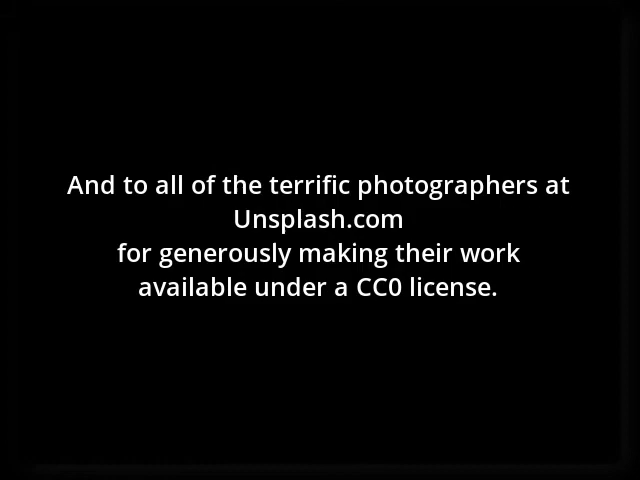 And to all of the terrific photographers at
Unsplash.com
for generously making their work
available under a CC0 license.